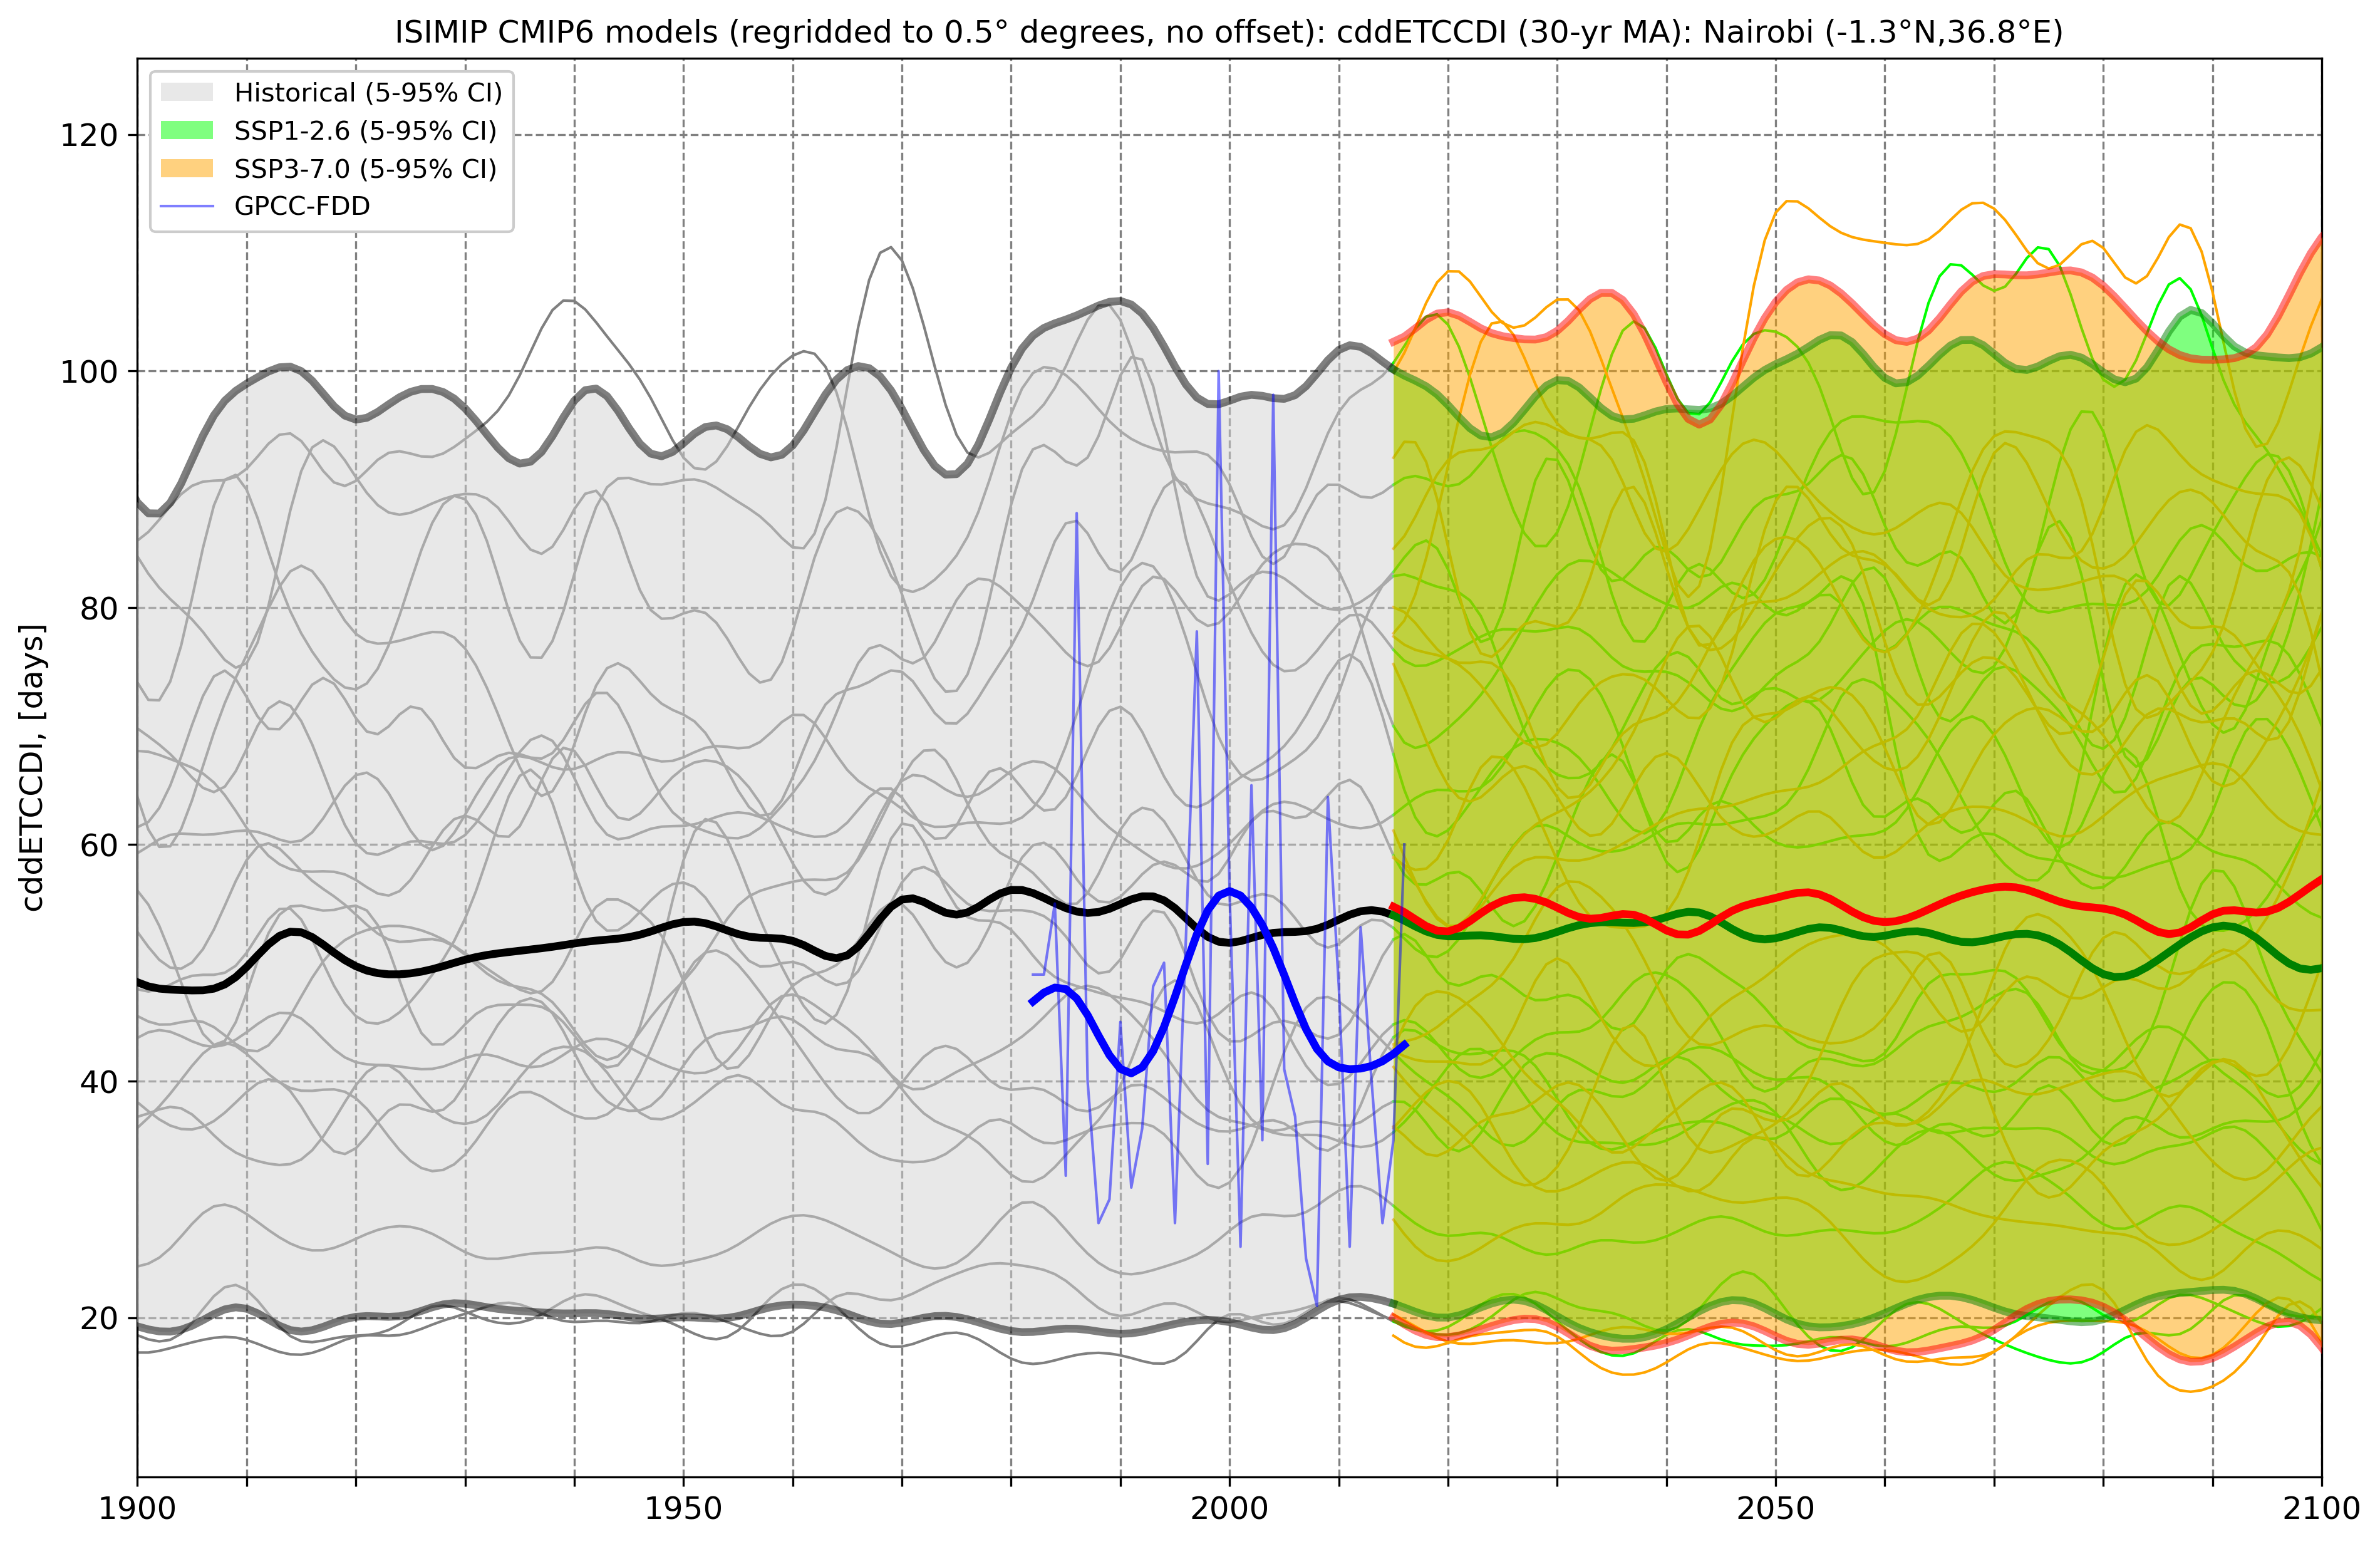 ISIMIP CMIP6 models (regridded to 0.5° degrees, no offset): cddETCCDI (30-yr MA): Nairobi (-1.3°N,36.8°E)
Historical (5-95% CI)
SSP1-2.6 (5-95% CI)
SSP3-7.0 (5-95% CI)
GPCC-FDD
cddETCCDI, [days]
120
100
80
60
40
20
1900 1950 2000 2050 2100